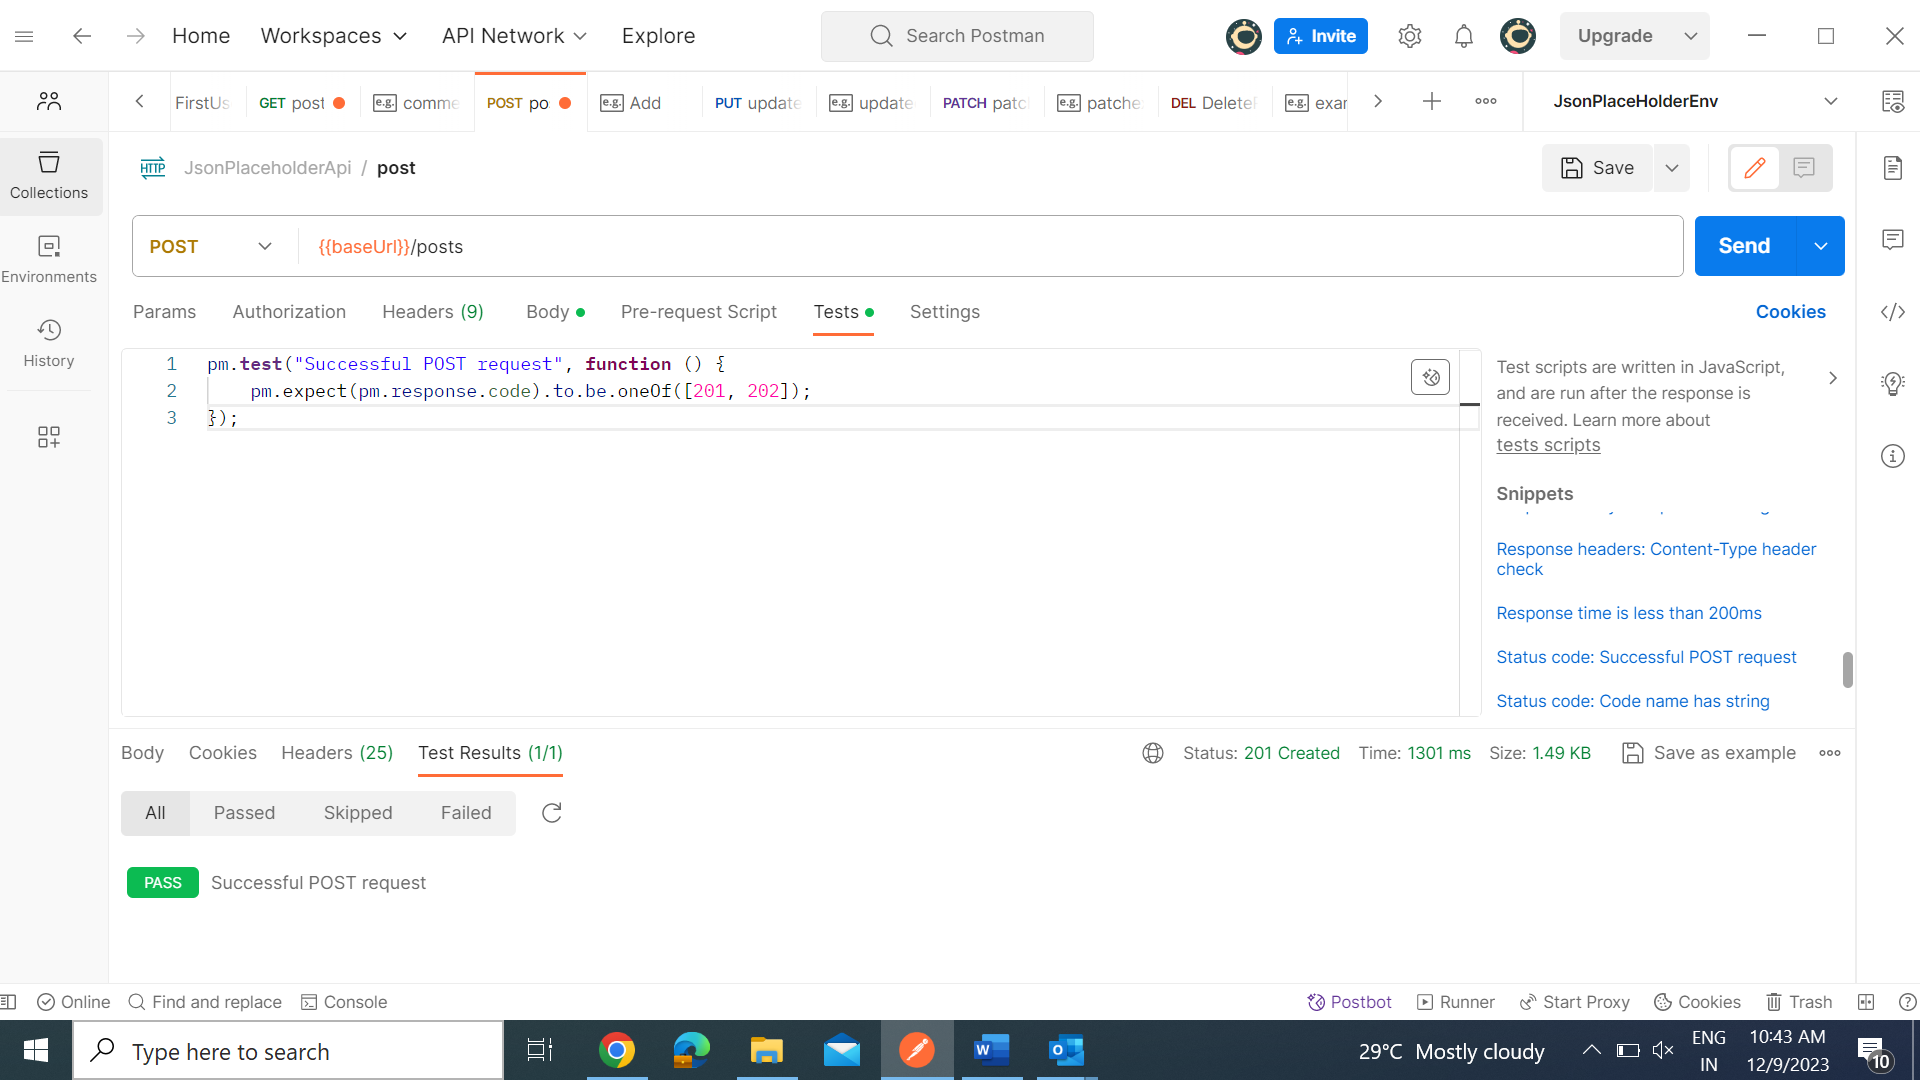 Home Workspaces API Network Explore Search Postman Invite Upgrade
FirstUs GET post e.g. comme POST po e.g. Add PUT update e.g. update PATCH patc e.g. patche DEL Delete e.g. exar JsonPlaceHolderEnv
HTTP JsonPlaceholderApi / post Save
Collections
POST {{baseUrl}}/posts Send
Environments
Params Authorization Headers (9) Body Pre-request Script Tests Settings Cookies
History
1 pm.test("Successful POST request", function () {
2 pm.expect(pm.response.code).to.be.oneOf([201, 202]);
3 });
Test scripts are written in JavaScript,
and are run after the response is
received. Learn more about
tests scripts
Snippets
Response headers: Content-Type header
check
Response time is less than 200ms
Status code: Successful POST request
Status code: Code name has string
Body Cookies Headers (25) Test Results (1/1) Status: 201 Created Time: 1301 ms Size: 1.49 KB Save as example
All Passed Skipped Failed
PASS Successful POST request
Online Find and replace Console Postbot Runner Start Proxy Cookies Trash
Type here to search 29°C Mostly cloudy ENG IN 10:43 AM 12/9/2023 10